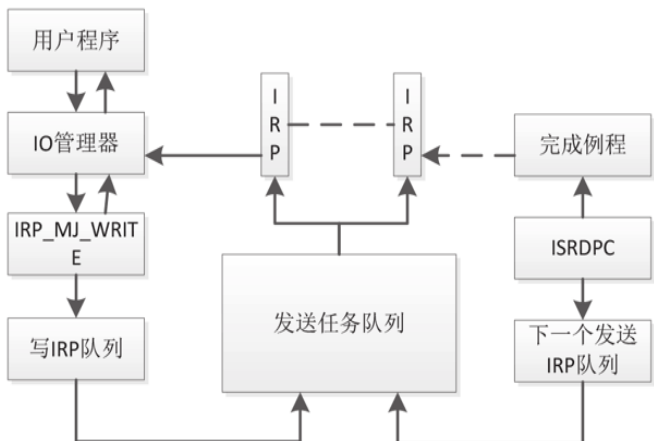 用户程序
IO管理器
IRP_MJ_WRIT
E
写IRP队列
I
R
P
I
R
P
发送任务队列
完成例程
ISRDPC
下一个发送
IRP队列